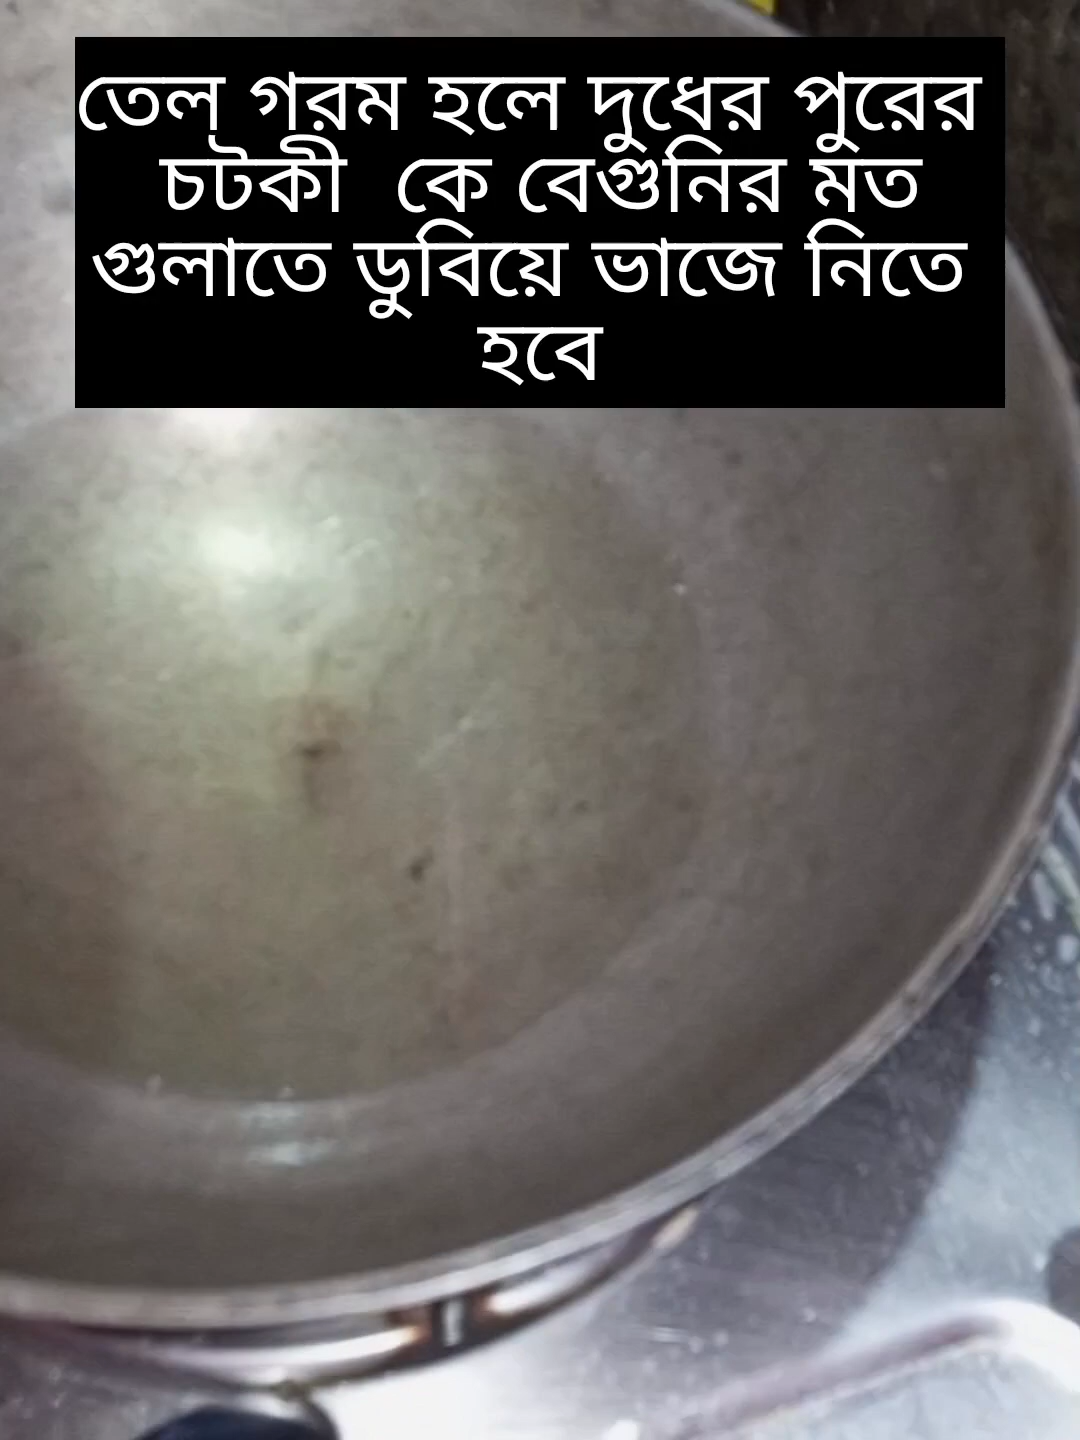 তেল গরম হলে দুধের পুরের
চটকী কে বেগুনির মত
গুলাতে ডুবিয়ে ভাজে নিতে
হবে